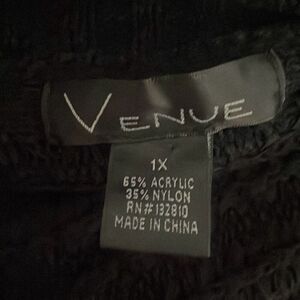 VENUE
1X
65% ACRYLIC
35% NYLON
RN# 132810
MADE IN CHINA